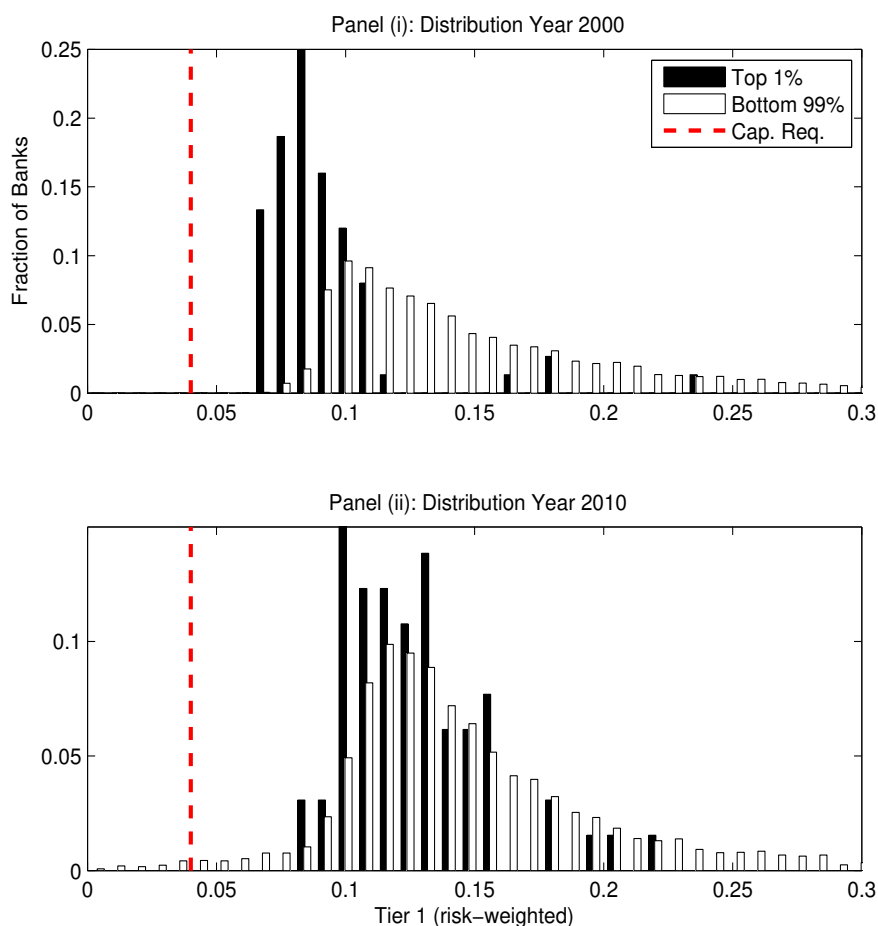 Panel (i): Distribution Year 2000
0.25
0.2
0.15
0.1
0.05
0
Fraction of Banks
Top 1%
Bottom 99%
Cap. Req.
0 0.05 0.1 0.15 0.2 0.25 0.3
Panel (ii): Distribution Year 2010
0.1
0.05
0
0 0.05 0.1 0.15 0.2 0.25 0.3
Tier 1 (risk−weighted)